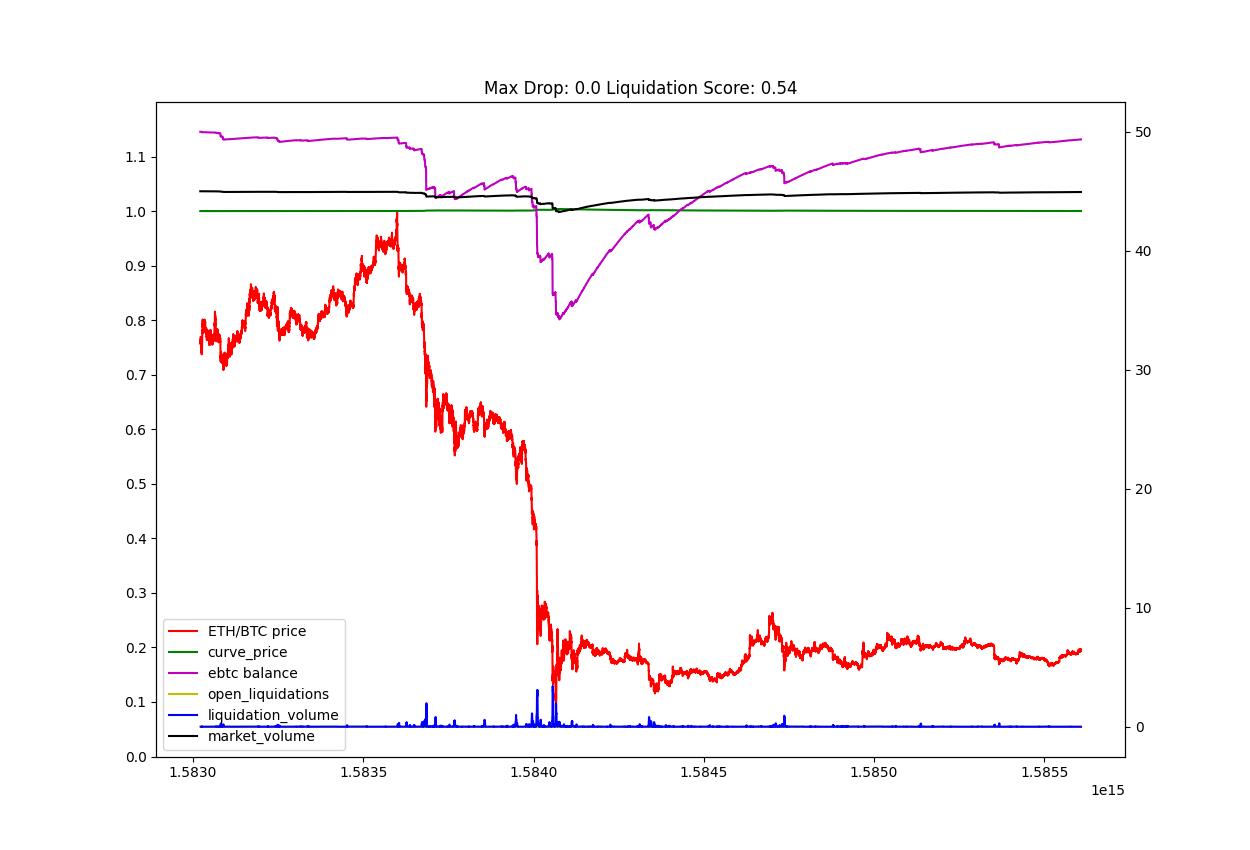 Max Drop: 0.0 Liquidation Score: 0.54
1.1
1.0
0.9
0.8
0.7
0.6
0.5
0.4
0.3
0.2
0.1
0.0
50
40
30
20
10
0
ETH/BTC price
curve_price
ebtc balance
open_liquidations
liquidation_volume
market_volume
1.5830 1.5835 1.5840 1.5845 1.5850 1.5855
1e15